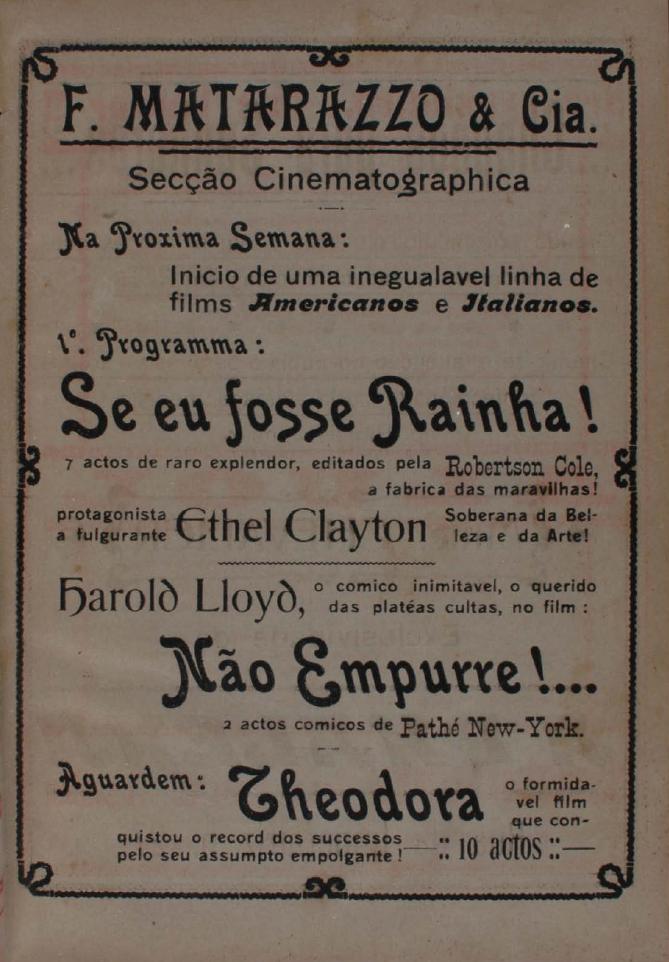 F. MATARAZZO & Cia.
Secção Cinematographica
Na Proxima Semana:
Inicio de uma inegualavel linha de
films Americanos e Italianos.
1º. Programma:
Se eu fosse Rainha!
7 actos de raro explendor, editados pela Robertson Cole,
a fabrica das maravilhas!
protagonista
a fulgurante
Ethel Clayton
Soberana da Bel-
leza e da Arte!
Harold Lloyd,
o comico inimitavel, o querido
das platéas cultas, no film:
Não Empurre!....
2 actos comicos de Pathé New-York.
Aguardem:
Theodora
o formida-
vel film
que con-
quistou o record dos successos
pelo seu assumpto empolgante!
—:: 10 actos ::—